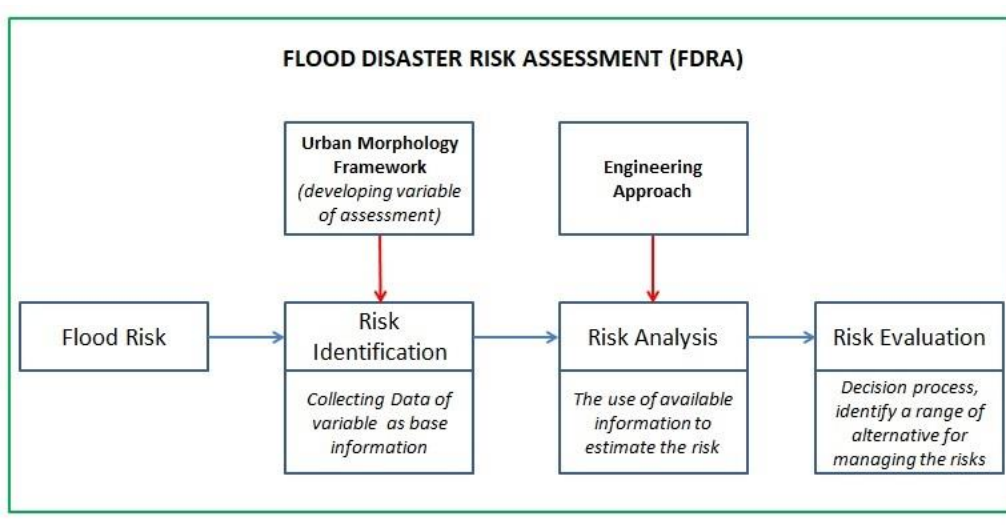 FLOOD DISASTER RISK ASSESSMENT (FDRA)
Urban Morphology
Framework
(developing variable
of assessment)
Engineering
Approach
Flood Risk
Risk
Identification
Collecting Data of
variable as base
information
Risk Analysis
The use of available
information to
estimate the risk
Risk Evaluation
Decision process,
identify a range of
alternative for
managing the risks